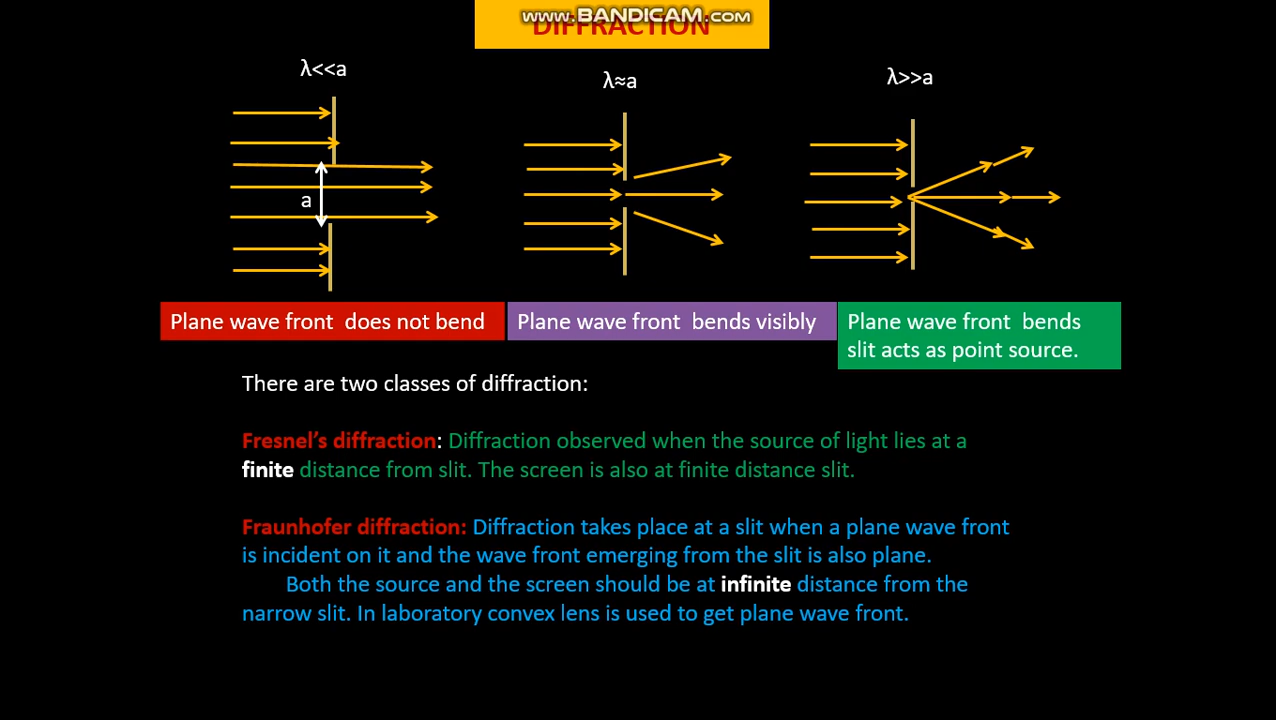 www.BANDICAM.com
DIFFRACTION
λ<<a
λ≈a
λ>>a
a
Plane wave front does not bend
Plane wave front bends visibly
Plane wave front bends
slit acts as point source.
There are two classes of diffraction:
Fresnel’s diffraction: Diffraction observed when the source of light lies at a
finite distance from slit. The screen is also at finite distance slit.
Fraunhofer diffraction: Diffraction takes place at a slit when a plane wave front
is incident on it and the wave front emerging from the slit is also plane.
Both the source and the screen should be at infinite distance from the
narrow slit. In laboratory convex lens is used to get plane wave front.